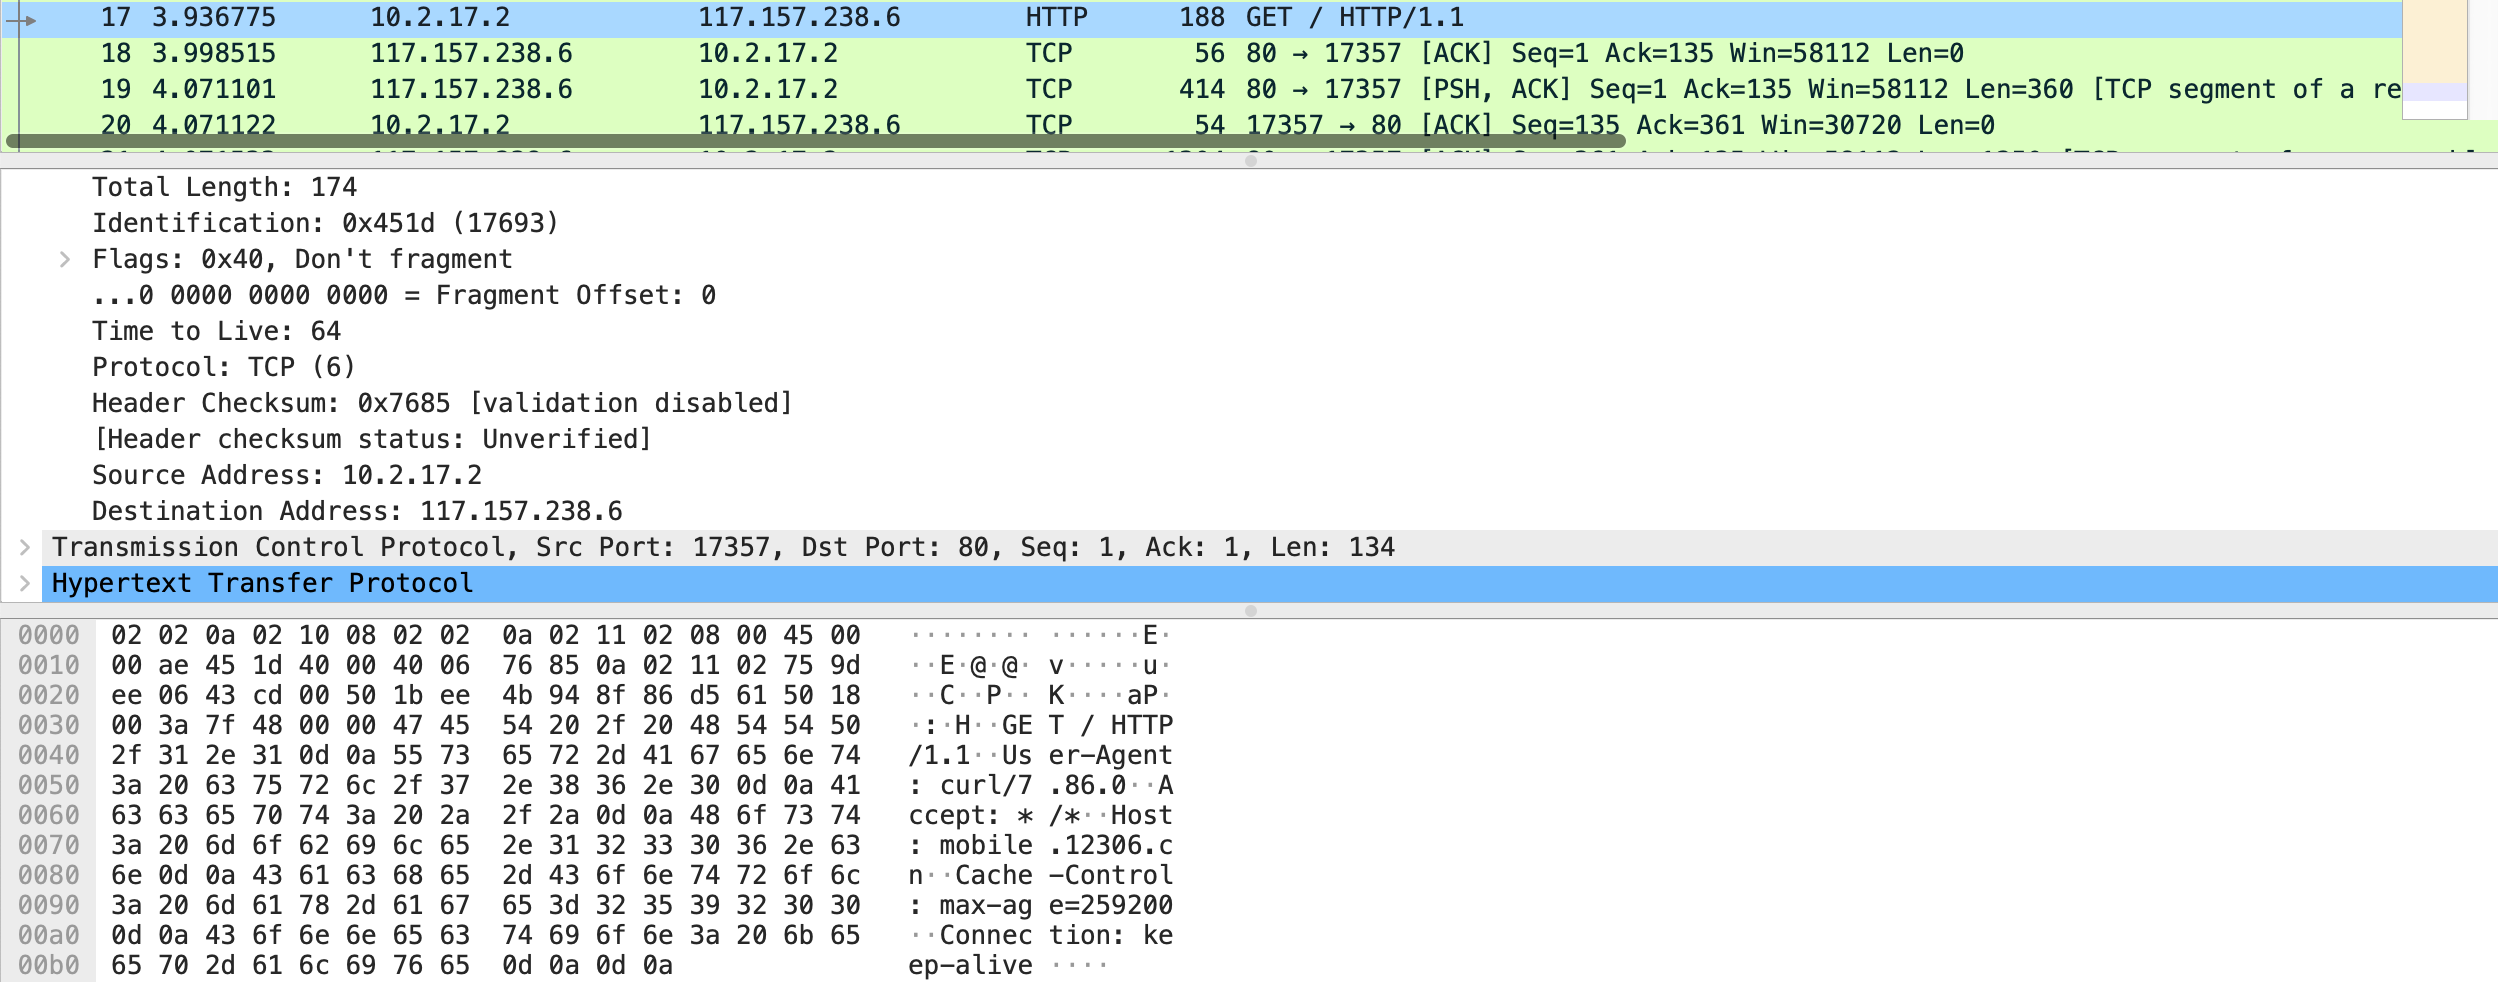 17 3.936775 10.2.17.2 117.157.238.6 HTTP 188 GET / HTTP/1.1
18 3.998515 117.157.238.6 10.2.17.2 TCP 56 80 → 17357 [ACK] Seq=1 Ack=135 Win=58112 Len=0
19 4.071101 117.157.238.6 10.2.17.2 TCP 414 80 → 17357 [PSH, ACK] Seq=1 Ack=135 Win=58112 Len=360 [TCP segment of a re
20 4.071122 10.2.17.2 117.157.238.6 TCP 54 17357 → 80 [ACK] Seq=135 Ack=361 Win=30720 Len=0
Total Length: 174
Identification: 0x451d (17693)
Flags: 0x40, Don't fragment
...0 0000 0000 0000 = Fragment Offset: 0
Time to Live: 64
Protocol: TCP (6)
Header Checksum: 0x7685 [validation disabled]
[Header checksum status: Unverified]
Source Address: 10.2.17.2
Destination Address: 117.157.238.6
Transmission Control Protocol, Src Port: 17357, Dst Port: 80, Seq: 1, Ack: 1, Len: 134
Hypertext Transfer Protocol
0000 02 02 0a 02 10 08 02 02 0a 02 11 02 08 00 45 00 ········ ······E·
0010 00 ae 45 1d 40 00 40 06 76 85 0a 02 11 02 75 9d ··E·@·@· v·····u·
0020 ee 06 43 cd 00 50 1b ee 4b 94 8f 86 d5 61 50 18 ··C··P·· K····aP·
0030 00 3a 7f 48 00 00 47 45 54 20 2f 20 48 54 54 50 ·:·H··GE T / HTTP
0040 2f 31 2e 31 0d 0a 55 73 65 72 2d 41 67 65 6e 74 /1.1··Us er-Agent
0050 3a 20 63 75 72 6c 2f 37 2e 38 36 2e 30 0d 0a 41 : curl/7 .86.0··A
0060 63 63 65 70 74 3a 20 2a 2f 2a 0d 0a 48 6f 73 74 ccept: * /*··Host
0070 3a 20 6d 6f 62 69 6c 65 2e 31 32 33 30 36 2e 63 : mobile .12306.c
0080 6e 0d 0a 43 61 63 68 65 2d 43 6f 6e 74 72 6f 6c n··Cache -Control
0090 3a 20 6d 61 78 2d 61 67 65 3d 32 35 39 32 30 30 : max-ag e=259200
00a0 0d 0a 43 6f 6e 6e 65 63 74 69 6f 6e 3a 20 6b 65 ··Connec tion: ke
00b0 65 70 2d 61 6c 69 76 65 0d 0a 0d 0a ep-alive ····